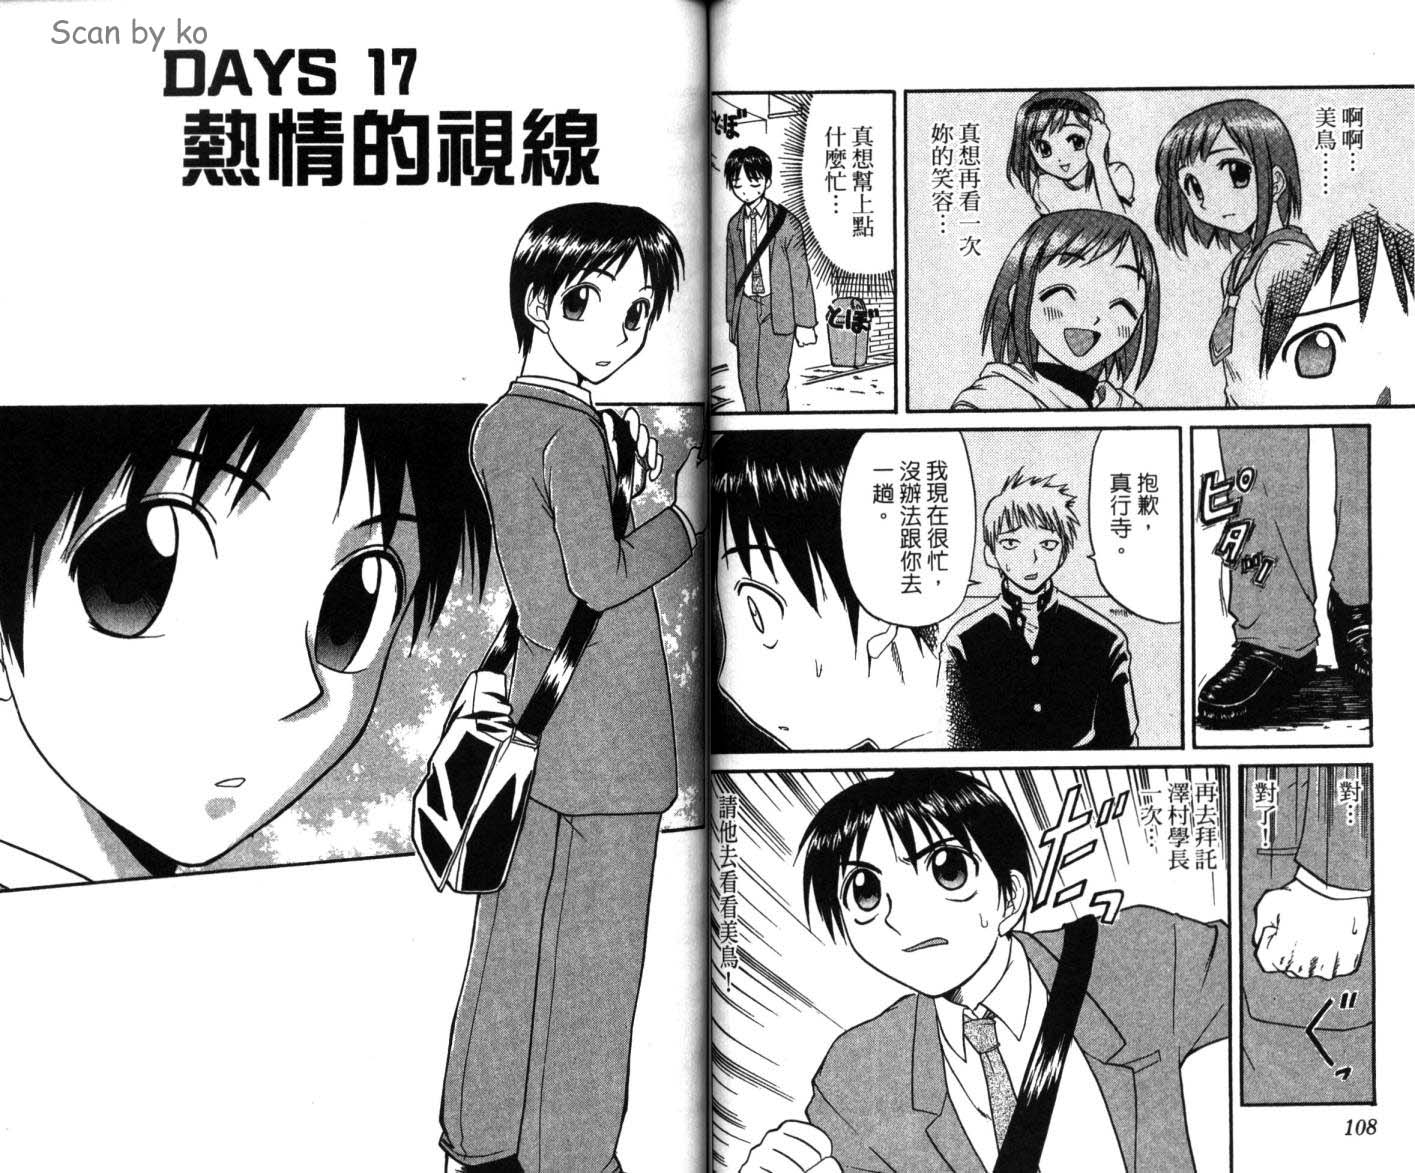 Scan by ko
DAYS 17
熱情的視線
啊啊…
美鳥……
真想再看一次
妳的笑容…
真想幫上點
什麼忙…
とぼ
とぼ
ピタッ
抱歉，
真行寺。
我現在很忙，
沒辦法跟你去
一趟。
對…
對了！
再去拜託
澤村學長
一次…
ダダッ
請他去看看美鳥！
108